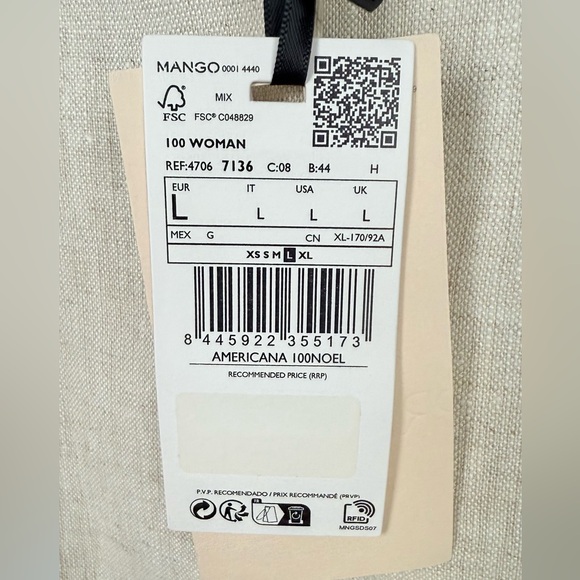 MANGO 0001 4440
FSC
MIX
FSC® C048829
100 WOMAN
REF:4706 7136 C:08 B:44 H
EUR IT USA UK
L L L L
MEX G CN XL-170/92A
XS S M L XL
8 445922 355173
AMERICANA 100NOEL
RECOMMENDED PRICE (RRP)
P.V.P. RECOMENDADO / PRIX RECOMMANDÉ (PRVP)
FR
RFID
MNGSDS07